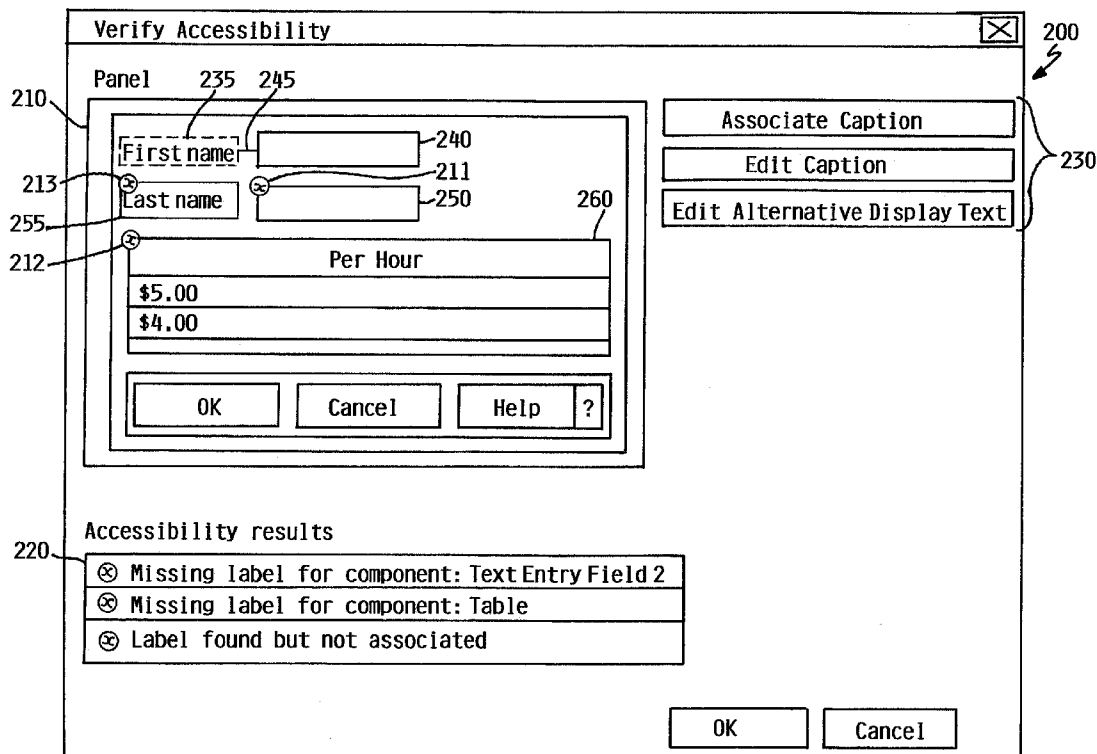 Verify Accessibility
200
Panel 235 245
210
Associate Caption
First name
240
Edit Caption
230
213
211
Last name
250
260
Edit Alternative Display Text
255
212
Per Hour
$5.00
$4.00
OK Cancel Help ?
Accessibility results
220
Missing label for component: Text Entry Field 2
Missing label for component: Table
Label found but not associated
OK Cancel